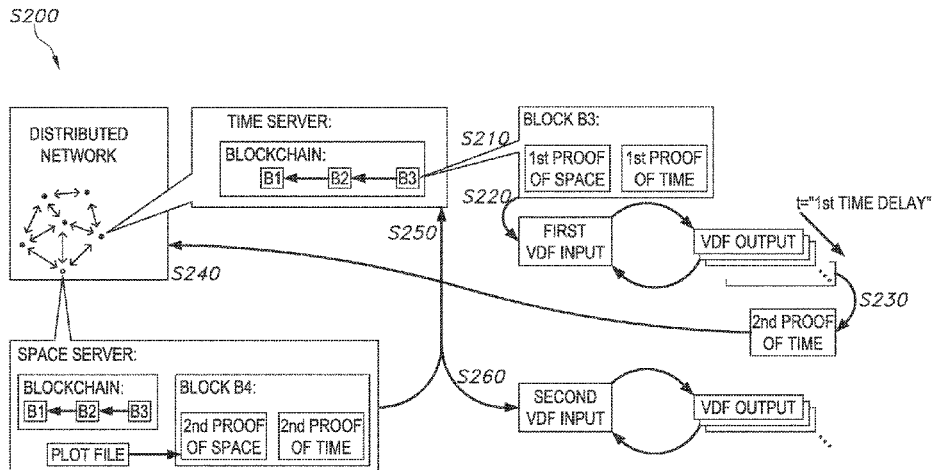 S200
DISTRIBUTED
NETWORK
TIME SERVER:
BLOCKCHAIN:
B1
B2
B3
S210
BLOCK B3:
1st PROOF
OF SPACE
1st PROOF
OF TIME
S220
FIRST
VDF INPUT
VDF OUTPUT
...
t="1st TIME DELAY"
S230
2nd PROOF
OF TIME
S240
S250
SPACE SERVER:
BLOCKCHAIN:
B1
B2
B3
PLOT FILE
BLOCK B4:
2nd PROOF
OF SPACE
2nd PROOF
OF TIME
S260
SECOND
VDF INPUT
VDF OUTPUT
...